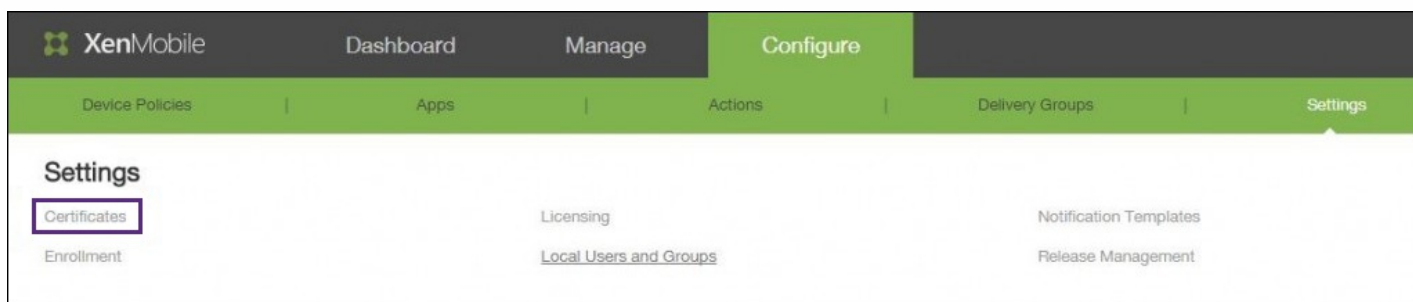 XenMobile Dashboard Manage Configure
Device Policies | Apps | Actions | Delivery Groups | Settings
Settings
Certificates Licensing Notification Templates
Enrollment Local Users and Groups Release Management